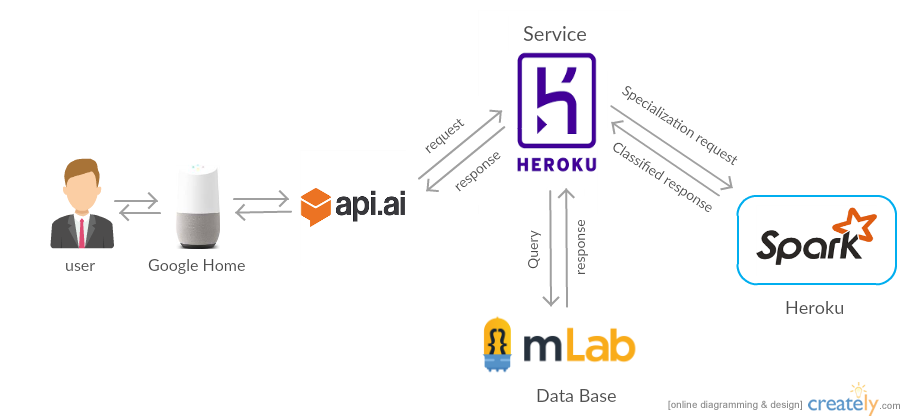 Service
HEROKU
request
response
Specialization request
Classified response
api.ai
Spark
user
Google Home
Query
response
Heroku
mLab
Data Base
[online diagramming & design] creately.com